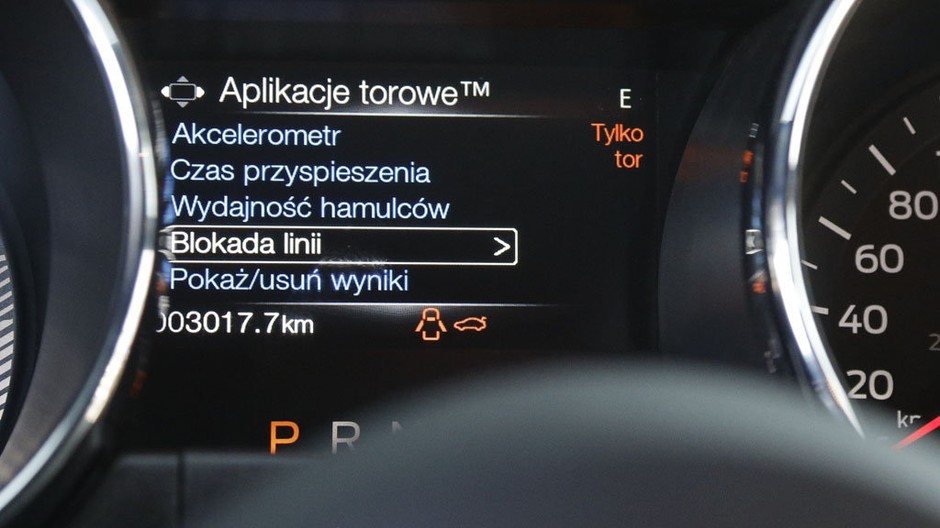 Aplikacje torowe™
E
Akcelerometr
Tylko
tor
Czas przyspieszenia
Wydajność hamulców
Blokada linii >
Pokaż/usuń wyniki
003017.7km
P R
80
60
40
20